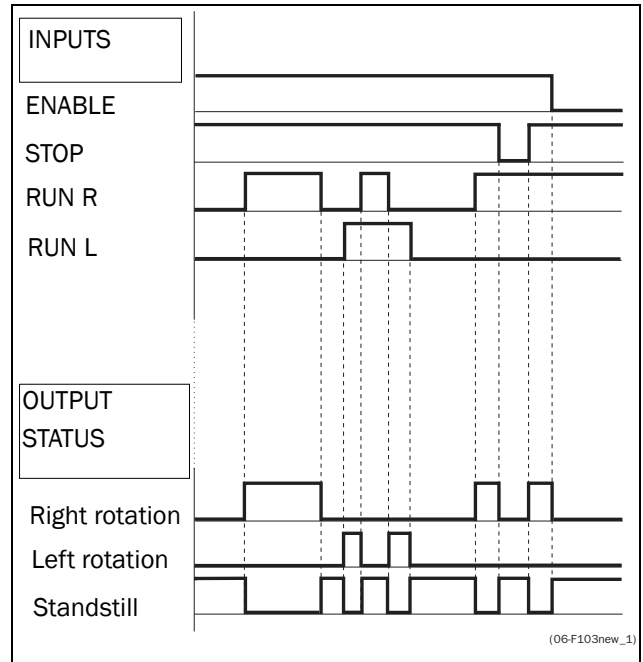 INPUTS
ENABLE
STOP
RUN R
RUN L
OUTPUT
STATUS
Right rotation
Left rotation
Standstill
(06-F103new_1)